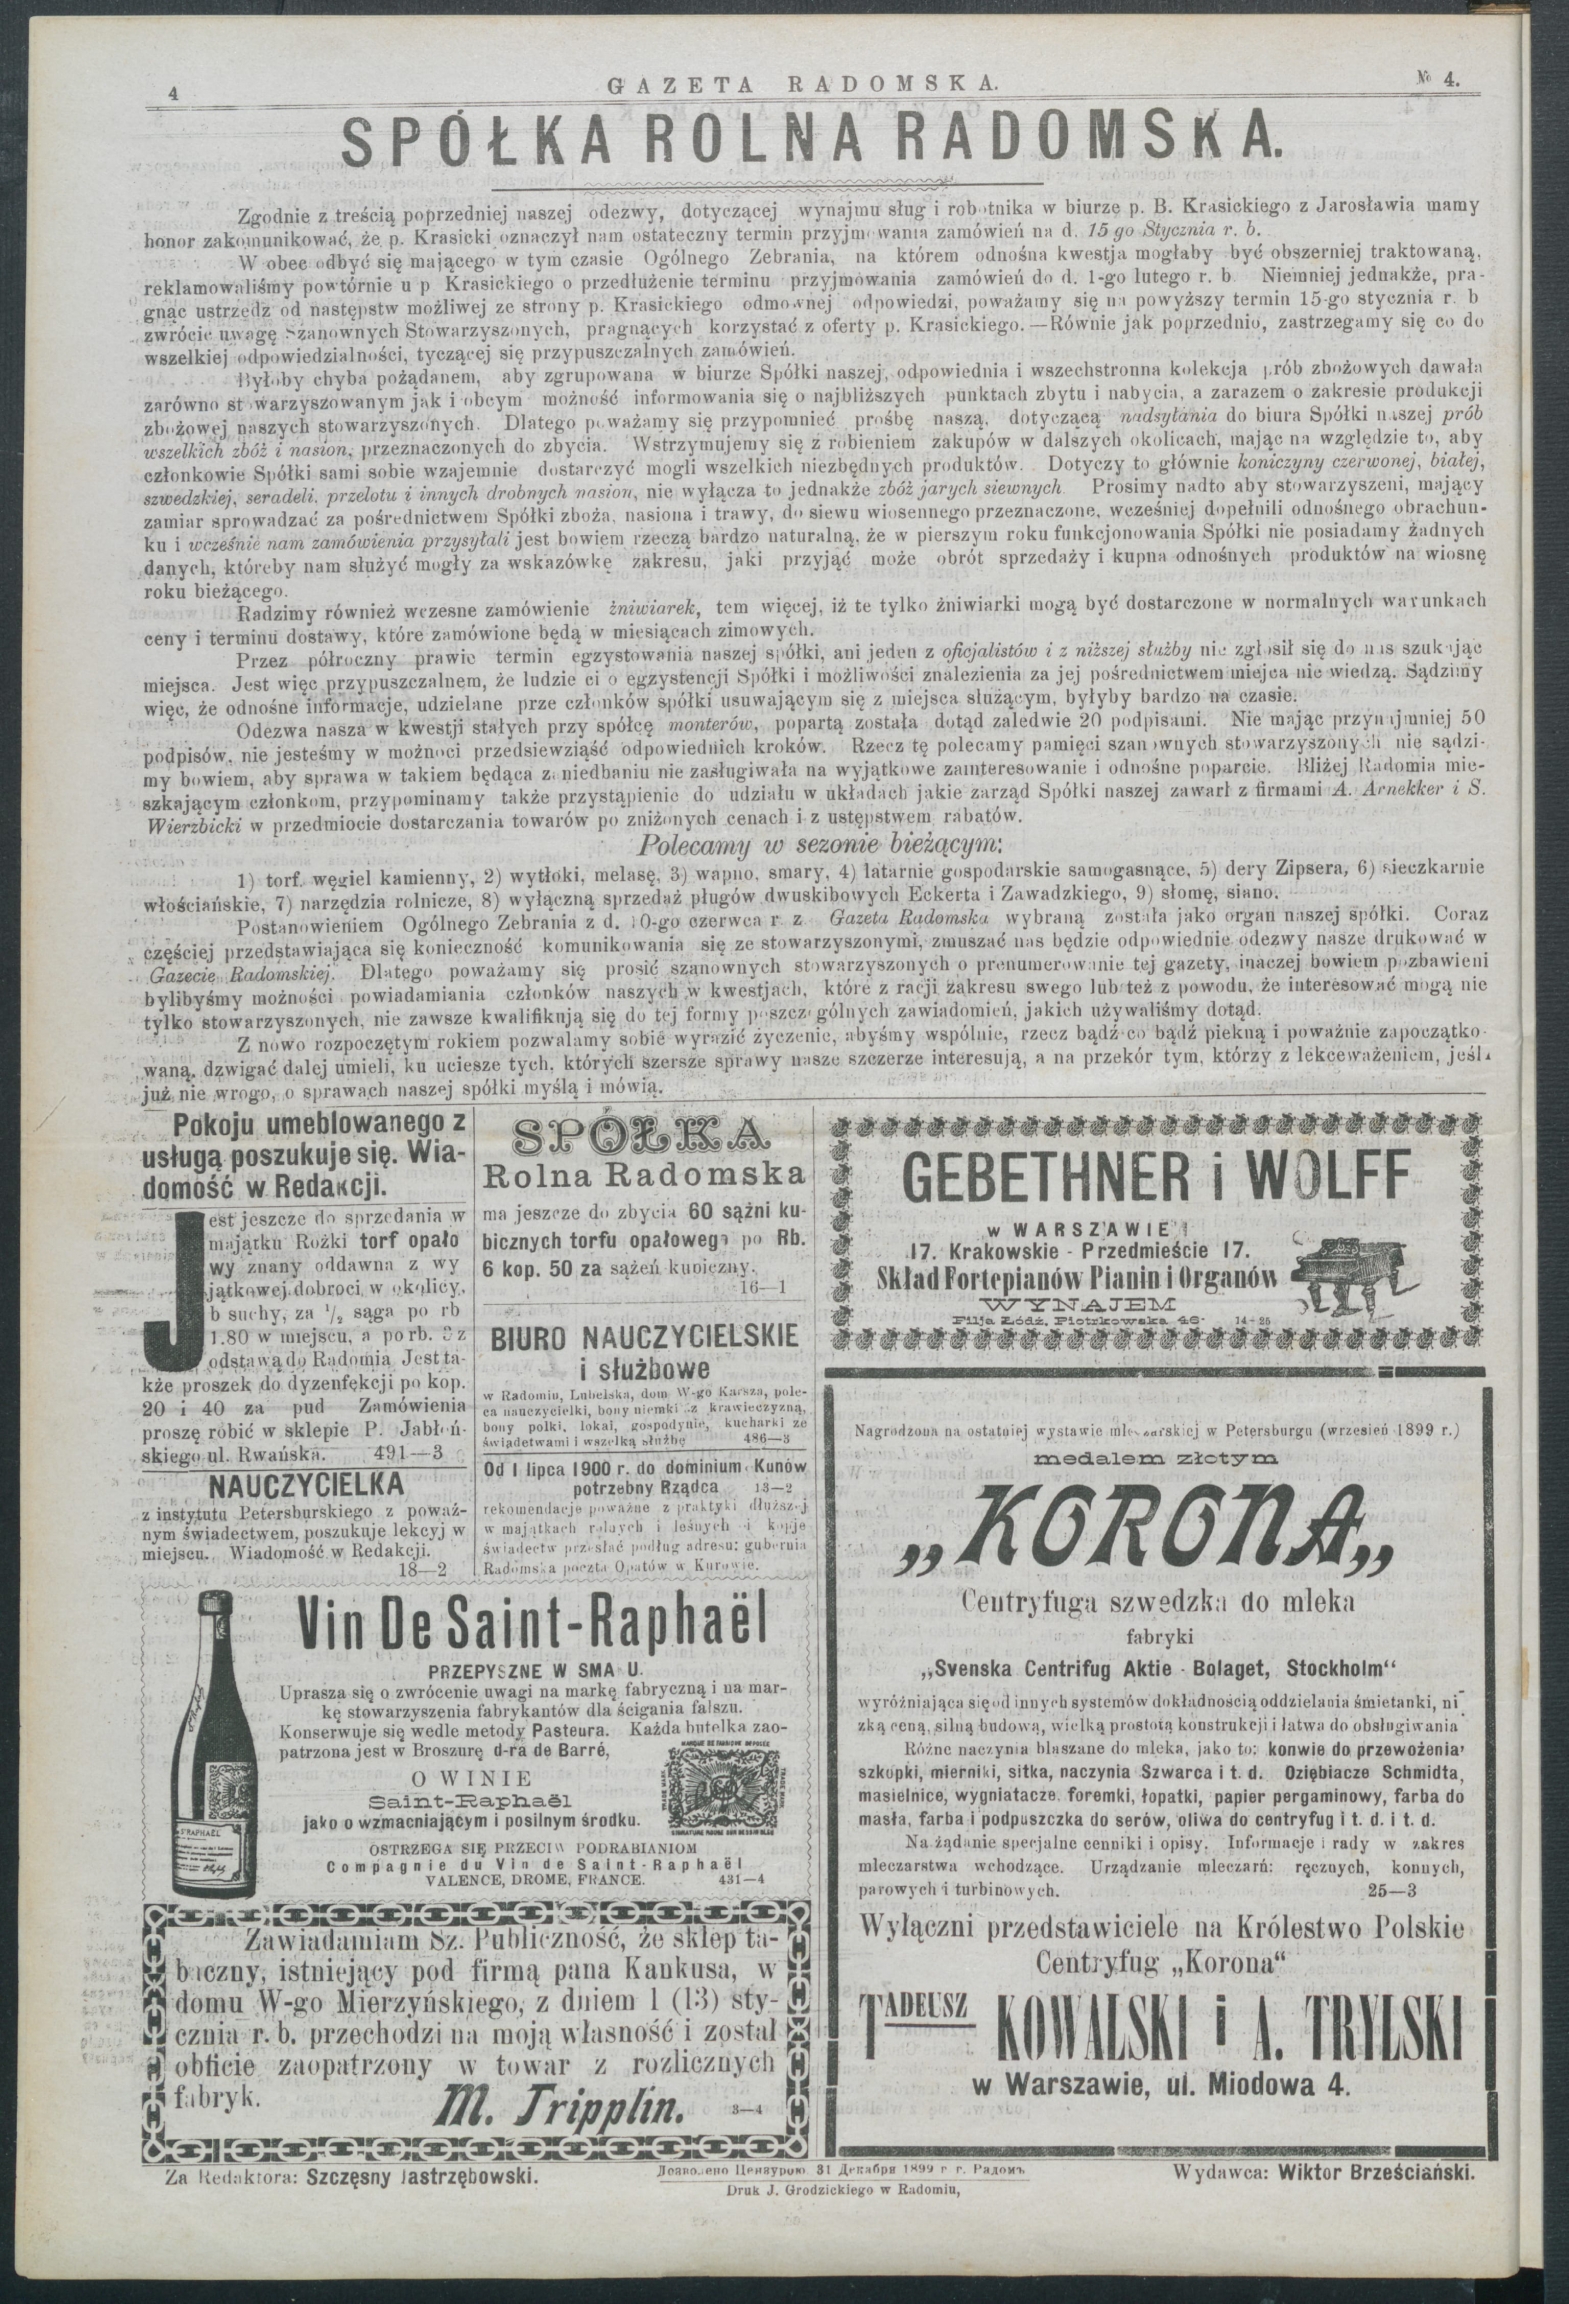 4
GAZETA RADOMSKA.
№ 4.
SPÓŁKA ROLNA RADOMSKA.
Zgodnie z treścią poprzedniej naszej odezwy, dotyczącej wynajmu sług i robotnika w biurze p. B. Krasickiego z Jarosławia mamy
honor zakomunikować, że p. Krasicki oznaczył nam ostateczny termin przyjmowania zamówień na d. 15 go Stycznia r. b.
W obec odbyć się mającego w tym czasie Ogólnego Zebrania, na którem odnośna kwestja mogłaby być obszerniej traktowaną,
reklamowaliśmy powtórnie u p Krasickiego o przedłużenie terminu przyjmowania zamówień do d. 1-go lutego r. b. Niemniej jednakże, pra-
gnąc ustrzedz od następstw możliwej ze strony p. Krasickiego odmownej odpowiedzi, poważamy się na powyższy termin 15-go stycznia r. b
zwrócić uwagę Szanownych Stowarzyszonych, pragnących korzystać z oferty p. Krasickiego.—Równie jak poprzednio, zastrzegamy się co do
wszelkiej odpowiedzialności, tyczącej się przypuszczalnych zamówień.
Byłoby chyba pożądanem, aby zgrupowana w biurze Spółki naszej, odpowiednia i wszechstronna kolekcja prób zbożowych dawała
zarówno stowarzyszowanym jak i obcym możność informowania się o najbliższych punktach zbytu i nabycia, a zarazem o zakresie produkcji
zbożowej naszych stowarzyszonych. Dlatego poważamy się przypomnieć prośbę naszą, dotyczącą nadsyłania do biura Spółki naszej prób
wszelkich zbóż i nasion, przeznaczonych do zbycia. Wstrzymujemy się z robieniem zakupów w dalszych okolicach, mając na względzie to, aby
członkowie Spółki sami sobie wzajemnie dostarczyć mogli wszelkich niezbędnych produktów. Dotyczy to głównie koniczyny czerwonej, białej,
szwedzkiej, seradeli, przelotu i innych drobnych nasion, nie wyłącza to jednakże zbóż jarych siewnych. Prosimy nadto aby stowarzyszeni, mający
zamiar sprowadzać za pośrednictwem Spółki zboża, nasiona i trawy, do siewu wiosennego przeznaczone, wcześniej dopełnili odnośnego obrachun-
ku i wcześnie nam zamówienia przysyłali jest bowiem rzeczą bardzo naturalną, że w pierszym roku funkcjonowania Spółki nie posiadamy żadnych
danych, któreby nam służyć mogły za wskazówkę zakresu, jaki przyjąć może obrót sprzedaży i kupna odnośnych produktów na wiosnę
roku bieżącego.
Radzimy również wczesne zamówienie żniwiarek, tem więcej, iż te tylko żniwiarki mogą być dostarczone w normalnych warunkach
ceny i terminu dostawy, które zamówione będą w miesiącach zimowych.
Przez półroczny prawie termin egzystowania naszej spółki, ani jeden z oficjalistów i z niższej służby nie zgłosił się do nas szukając
miejsca. Jest więc przypuszczalnem, że ludzie ci o egzystencji Spółki i możliwości znalezienia za jej pośrednictwem miejca nie wiedzą. Sądzimy
więc, że odnośne informacje, udzielane prze członków spółki usuwającym się z miejsca służącym, byłyby bardzo na czasie.
Odezwa nasza w kwestji stałych przy spółcę monterów, popartą została dotąd zaledwie 20 podpisami. Nie mając przynajmniej 50
podpisów, nie jesteśmy w możnoci przedsiewziąść odpowiednich kroków. Rzecz tę polecamy pamięci szanownych stowarzyszonych nie sądzi-
my bowiem, aby sprawa w takiem będąca zaniedbaniu nie zasługiwała na wyjątkowe zainteresowanie i odnośne poparcie. Bliżej Radomia mie-
szkającym członkom, przypominamy także przystąpienie do udziału w układach jakie zarząd Spółki naszej zawarł z firmami A. Arnekker i S.
Wierzbicki w przedmiocie dostarczania towarów po zniżonych cenach i z ustępstwem rabatów.
Polecamy w sezonie bieżącym:
1) torf. węgiel kamienny, 2) wytłoki, melasę, 3) wapno, smary, 4) latarnie gospodarskie samogasnące, 5) dery Zipsera, 6) sieczkarnie
włościańskie, 7) narzędzia rolnicze, 8) wyłączną sprzedaż pługów dwuskibowych Eckerta i Zawadzkiego, 9) słomę, siano.
Postanowieniem Ogólnego Zebrania z d. 10-go czerwca r. z. Gazeta Radomska wybraną została jako organ naszej spółki. Coraz
częściej przedstawiająca się konieczność komunikowania się ze stowarzyszonymi, zmuszać nas będzie odpowiednie odezwy nasze drukować w
Gazecie Radomskiej. Dlatego poważamy się prosić szanownych stowarzyszonych o prenumerowanie tej gazety, inaczej bowiem pozbawieni
bylibyśmy możności powiadamiania członków naszych w kwestjach, które z racji zakresu swego lub też z powodu, że interesować mogą nie
tylko stowarzyszonych, nie zawsze kwalifikują się do tej formy poszczególnych zawiadomień, jakich używaliśmy dotąd.
Z nowo rozpoczętym rokiem pozwalamy sobie wyrazić życzenie, abyśmy wspólnie, rzecz bądź co bądź piekną i poważnie zapoczątko-
waną, dzwigać dalej umieli, ku uciesze tych, których szersze sprawy nasze szczerze interesują, a na przekór tym, którzy z lekceważeniem, jeśli
już nie wrogo, o sprawach naszej spółki myślą i mówią.
Pokoju umeblowanego z
usługą poszukuje się. Wia-
domość w Redakcji.
Jest jeszcze do sprzedania w
majątku Rożki torf opało
wy znany oddawna z wy
jątkowej dobroci w okolicy,
b suchy, za ½ sąga po rb
1.80 w miejscu, a po rb. 3 z
odstawą do Radomia Jest ta-
kże proszek do dyzenfekcji po kop.
20 i 40 za pud Zamówienia
proszę robić w sklepie P. Jabłoń-
skiego ul. Rwańska. 491—3
NAUCZYCIELKA
z instytutu Petersburskiego z poważ-
nym świadectwem, poszukuje lekcyj w
miejscu. Wiadomość w Redakcji.
18—2
SPÓŁKA
Rolna Radomska
ma jeszcze do zbycia 60 sążni ku-
bicznych torfu opałowego po Rb.
6 kop. 50 za sążeń kubiczny.
16—1
BIURO NAUCZYCIELSKIE
i służbowe
w Radomiu, Lubelska, dom W-go Karsza, pole-
ca nauczycielki, bony niemki z krawieczyzną,
bony polki, lokai, gospodynie, kucharki ze
świadetwami i wszelką służbę 486—3
Od 1 lipca 1900 r. do dominium Kunów
potrzebny Rządca 13—2
rekomendacje poważne z praktyki dłuższej
w majątkach rolnych i leśnych i kopje
świadectw przesłać podług adresu: gubernia
Radomska poczta Opatów w Kurowie.
GEBETHNER i WOLFF
w WARSZAWIE
17. Krakowskie-Przedmieście 17.
Skład Fortepianów Pianin i Organów
WYNAJEM
Filja Łódź, Piotrkowska 46- 14-25
Vin De Saint-Raphaël
PRZEPYSZNE W SMAKU.
Uprasza się o zwrócenie uwagi na markę fabryczną i na mar-
kę stowarzyszenia fabrykantów dla ścigania fałszu.
Konserwuje się wedle metody Pasteura. Każda butelka zao-
patrzona jest w Broszurę d-ra de Barré,
O WINIE
Saint-Raphaël
jako o wzmacniającym i posilnym środku.
MARQUE DE FABRIQUE DEPOSÉE
OSTRZEGA SIĘ PRZECIW PODRABIANIOM
Compagnie du Vin de Saint-Raphaël
VALENCE, DROME, FRANCE. 431—4
St RAPHAËL
Zawiadamiam Sz. Publiczność, że sklep ta-
baczny, istniejący pod firmą pana Kankusa, w
domu W-go Mierzyńskiego, z dniem 1 (13) sty-
cznia r. b. przechodzi na moją własność i został
obficie zaopatrzony w towar z rozlicznych
fabryk.
M. Tripplin. 3—4
Nagrodzona na ostatniej wystawie mleczarskiej w Petersburgu (wrzesień 1899 r.)
medalem złotym
„KORONA„
Centryfuga szwedzka do mleka
fabryki
„Svenska Centrifug Aktie - Bolaget, Stockholm“
wyróżniająca się od innych systemów dokładnością oddzielania śmietanki, ni-
zką ceną, silną budową, wielką prostotą konstrukcji i łatwa do obsługiwania
Różne naczynia blaszane do mleka, jako to: konwie do przewożenia,
szkopki, mierniki, sitka, naczynia Szwarca i t. d. Oziębiacze Schmidta,
masielnice, wygniatacze. foremki, łopatki, papier pergaminowy, farba do
masła, farba i podpuszczka do serów, oliwa do centryfug i t. d. i t. d.
Na żądanie specjalne cenniki i opisy. Informacje i rady w zakres
mleczarstwa wchodzące. Urządzanie mleczarń: ręcznych, konnych,
parowych i turbinowych. 25—3
Wyłączni przedstawiciele na Królestwo Polskie
Centryfug „Korona“
TADEUSZ KOWALSKI i A. TRYLSKI
w Warszawie, ul. Miodowa 4.
Za Redaktora: Szczęsny Jastrzębowski.
Дозволено Цензурою 31 Декабря 1899 г г. Радомъ
Druk J. Grodzickiego w Radomiu,
Wydawca: Wiktor Brześciański.